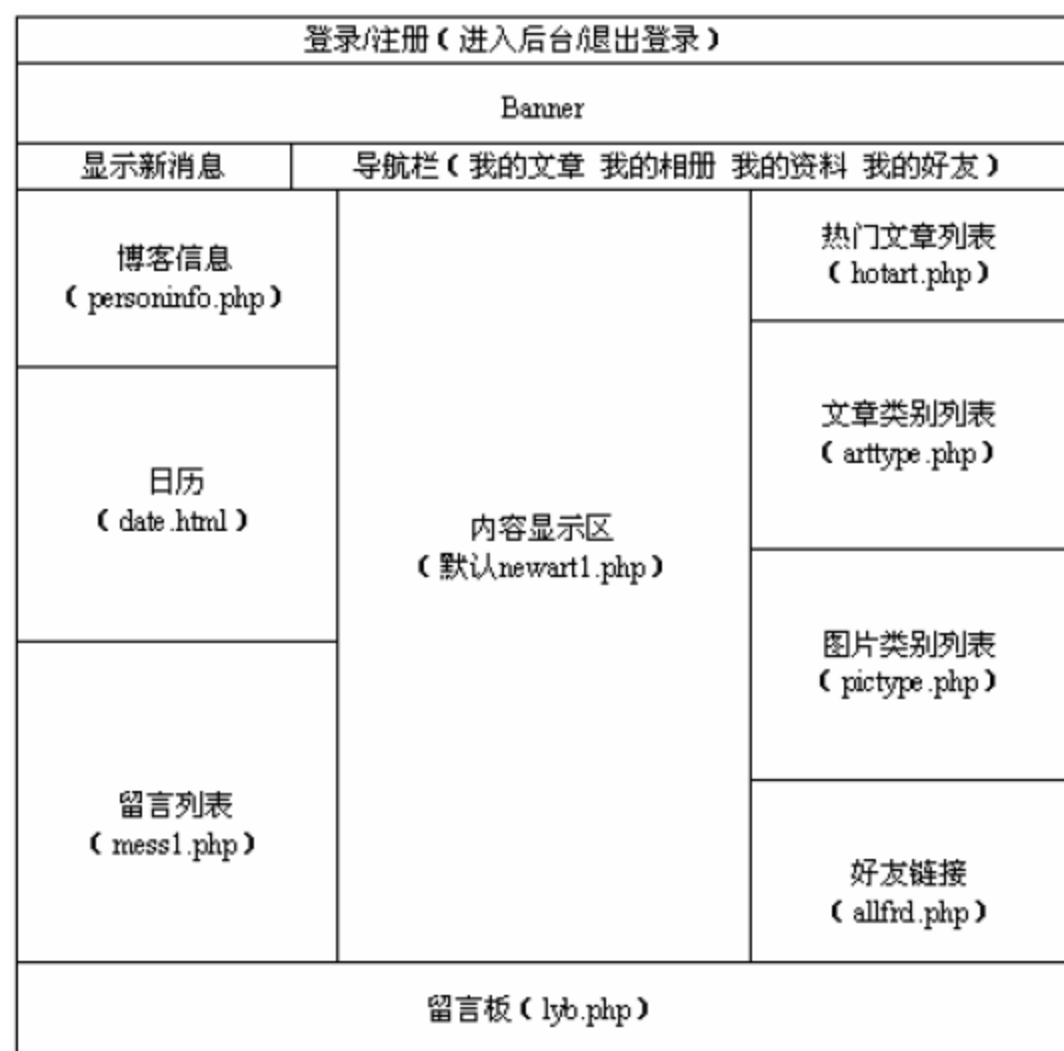 登录/注册(进入后台/退出登录)
Banner
显示新消息
导航栏(我的文章 我的相册 我的资料 我的好友)
博客信息
(personinfo.php)
日历
(date.html)
留言列表
(mess1.php)
内容显示区
(默认newart1.php)
热门文章列表
(hotart.php)
文章类别列表
(arttype.php)
图片类别列表
(pictype.php)
好友链接
(allfrd.php)
留言板(lyb.php)